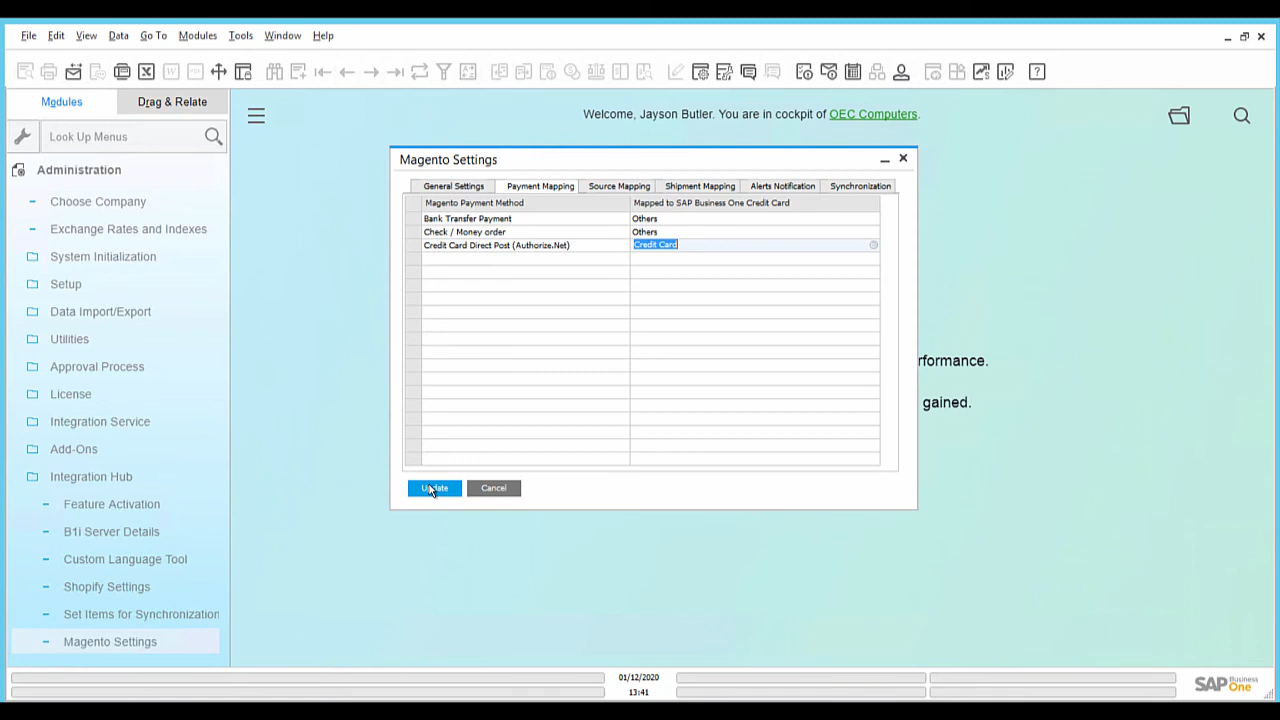 File Edit View Data Go To Modules Tools Window Help
Modules Drag & Relate
Look Up Menus
Administration
Choose Company
Exchange Rates and Indexes
System Initialization
Setup
Data Import/Export
Utilities
Approval Process
License
Integration Service
Add-Ons
Integration Hub
Feature Activation
B1i Server Details
Custom Language Tool
Shopify Settings
Set Items for Synchronization
Magento Settings
Welcome, Jayson Butler. You are in cockpit of OEC Computers.
Magento Settings
General Settings Payment Mapping Source Mapping Shipment Mapping Alerts Notification Synchronization
Magento Payment Method Mapped to SAP Business One Credit Card
Bank Transfer Payment Others
Check / Money order Others
Credit Card Direct Post (Authorize.Net) Credit Card
Update Cancel
rformance.
gained.
01/12/2020
13:41
SAP Business One